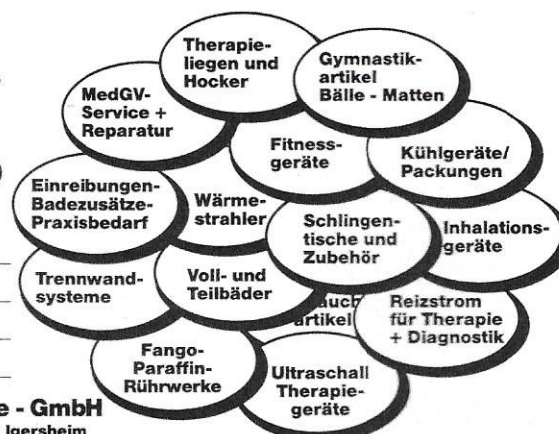 Therapie-
liegen und
Hocker
Gymnastik-
artikel
Bälle - Matten
MedGV-
Service +
Reparatur
Fitness-
geräte
Kühlgeräte/
Packungen
Einreibungen-
Badezusätze-
Praxisbedarf
Wärme-
strahler
Schlingen-
tische und
Zubehör
Inhalations-
geräte
Trennwand-
systeme
Voll- und
Teilbäder
artikel
Reizstrom
für Therapie
+ Diagnostik
Fango-
Paraffin-
Rührwerke
Ultraschall
Therapie-
geräte
e - GmbH
Igersheim